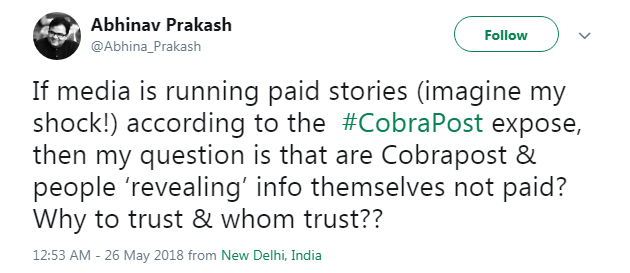 Abhinav Prakash
@Abhina_Prakash
Follow
If media is running paid stories (imagine my
shock!) according to the #CobraPost expose,
then my question is that are Cobrapost &
people ‘revealing’ info themselves not paid?
Why to trust & whom trust??
12:53 AM - 26 May 2018 from New Delhi, India